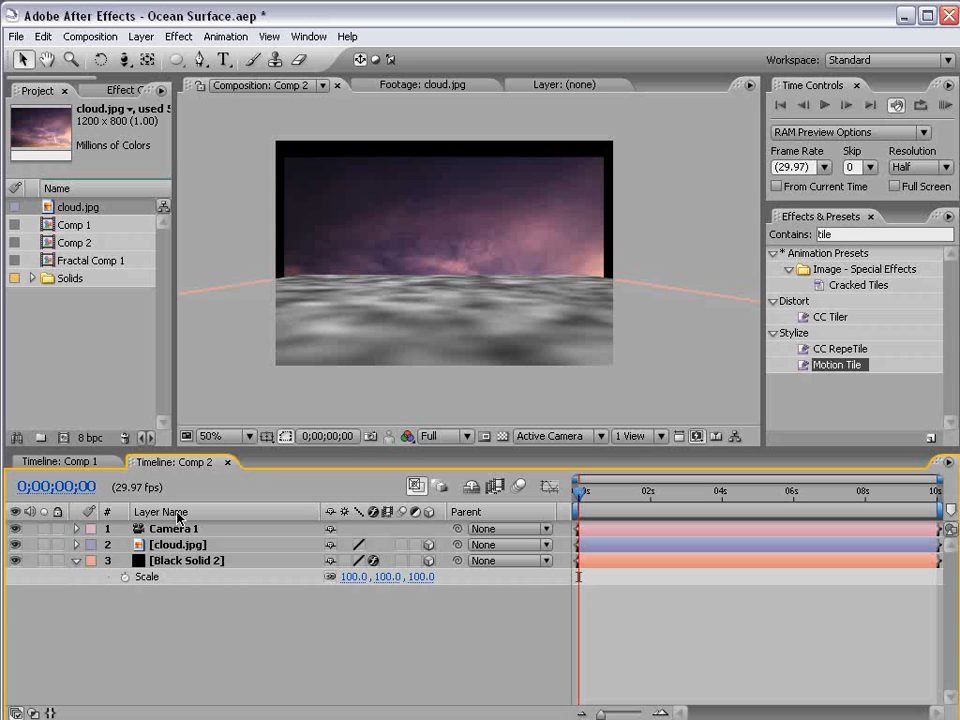 Adobe After Effects - Ocean Surface.aep *
File Edit Composition Layer Effect Animation View Window Help
Workspace: Standard
Project Effect C
Composition: Comp 2 Footage: cloud.jpg Layer: (none)
Time Controls
cloud.jpg, used 5
1200 x 800 (1.00)
Millions of Colors
RAM Preview Options
Frame Rate Skip Resolution
(29.97) 0 Half
From Current Time Full Screen
Name
cloud.jpg
Comp 1
Comp 2
Fractal Comp 1
Solids
Effects & Presets
Contains: tile
* Animation Presets
Image - Special Effects
Cracked Tiles
Distort
CC Tiler
Stylize
CC RepeTile
Motion Tile
8 bpc
50% 0;00;00;00 Full Active Camera 1 View
Timeline: Comp 1 Timeline: Comp 2
0;00;00;00 (29.97 fps)
02s 04s 06s 08s 10s
# Layer Name Parent
1 Camera 1 None
2 [cloud.jpg] None
3 [Black Solid 2] None
Scale 100.0, 100.0, 100.0